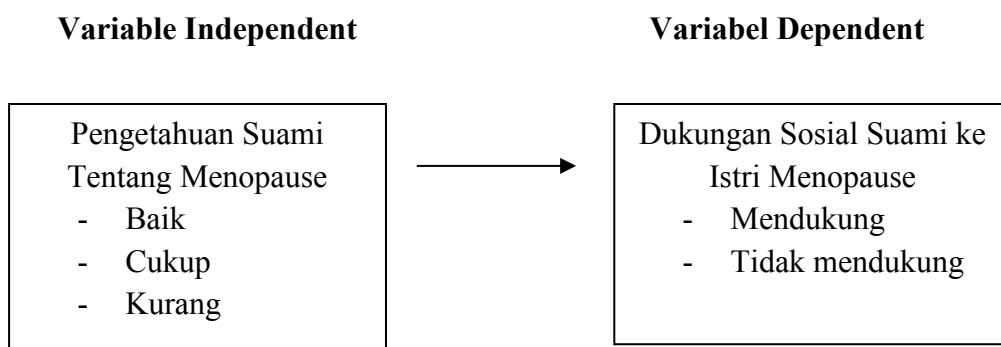 Variable Independent
Variabel Dependent
Pengetahuan Suami
Tentang Menopause
- Baik
- Cukup
- Kurang
Dukungan Sosial Suami ke
Istri Menopause
- Mendukung
- Tidak mendukung